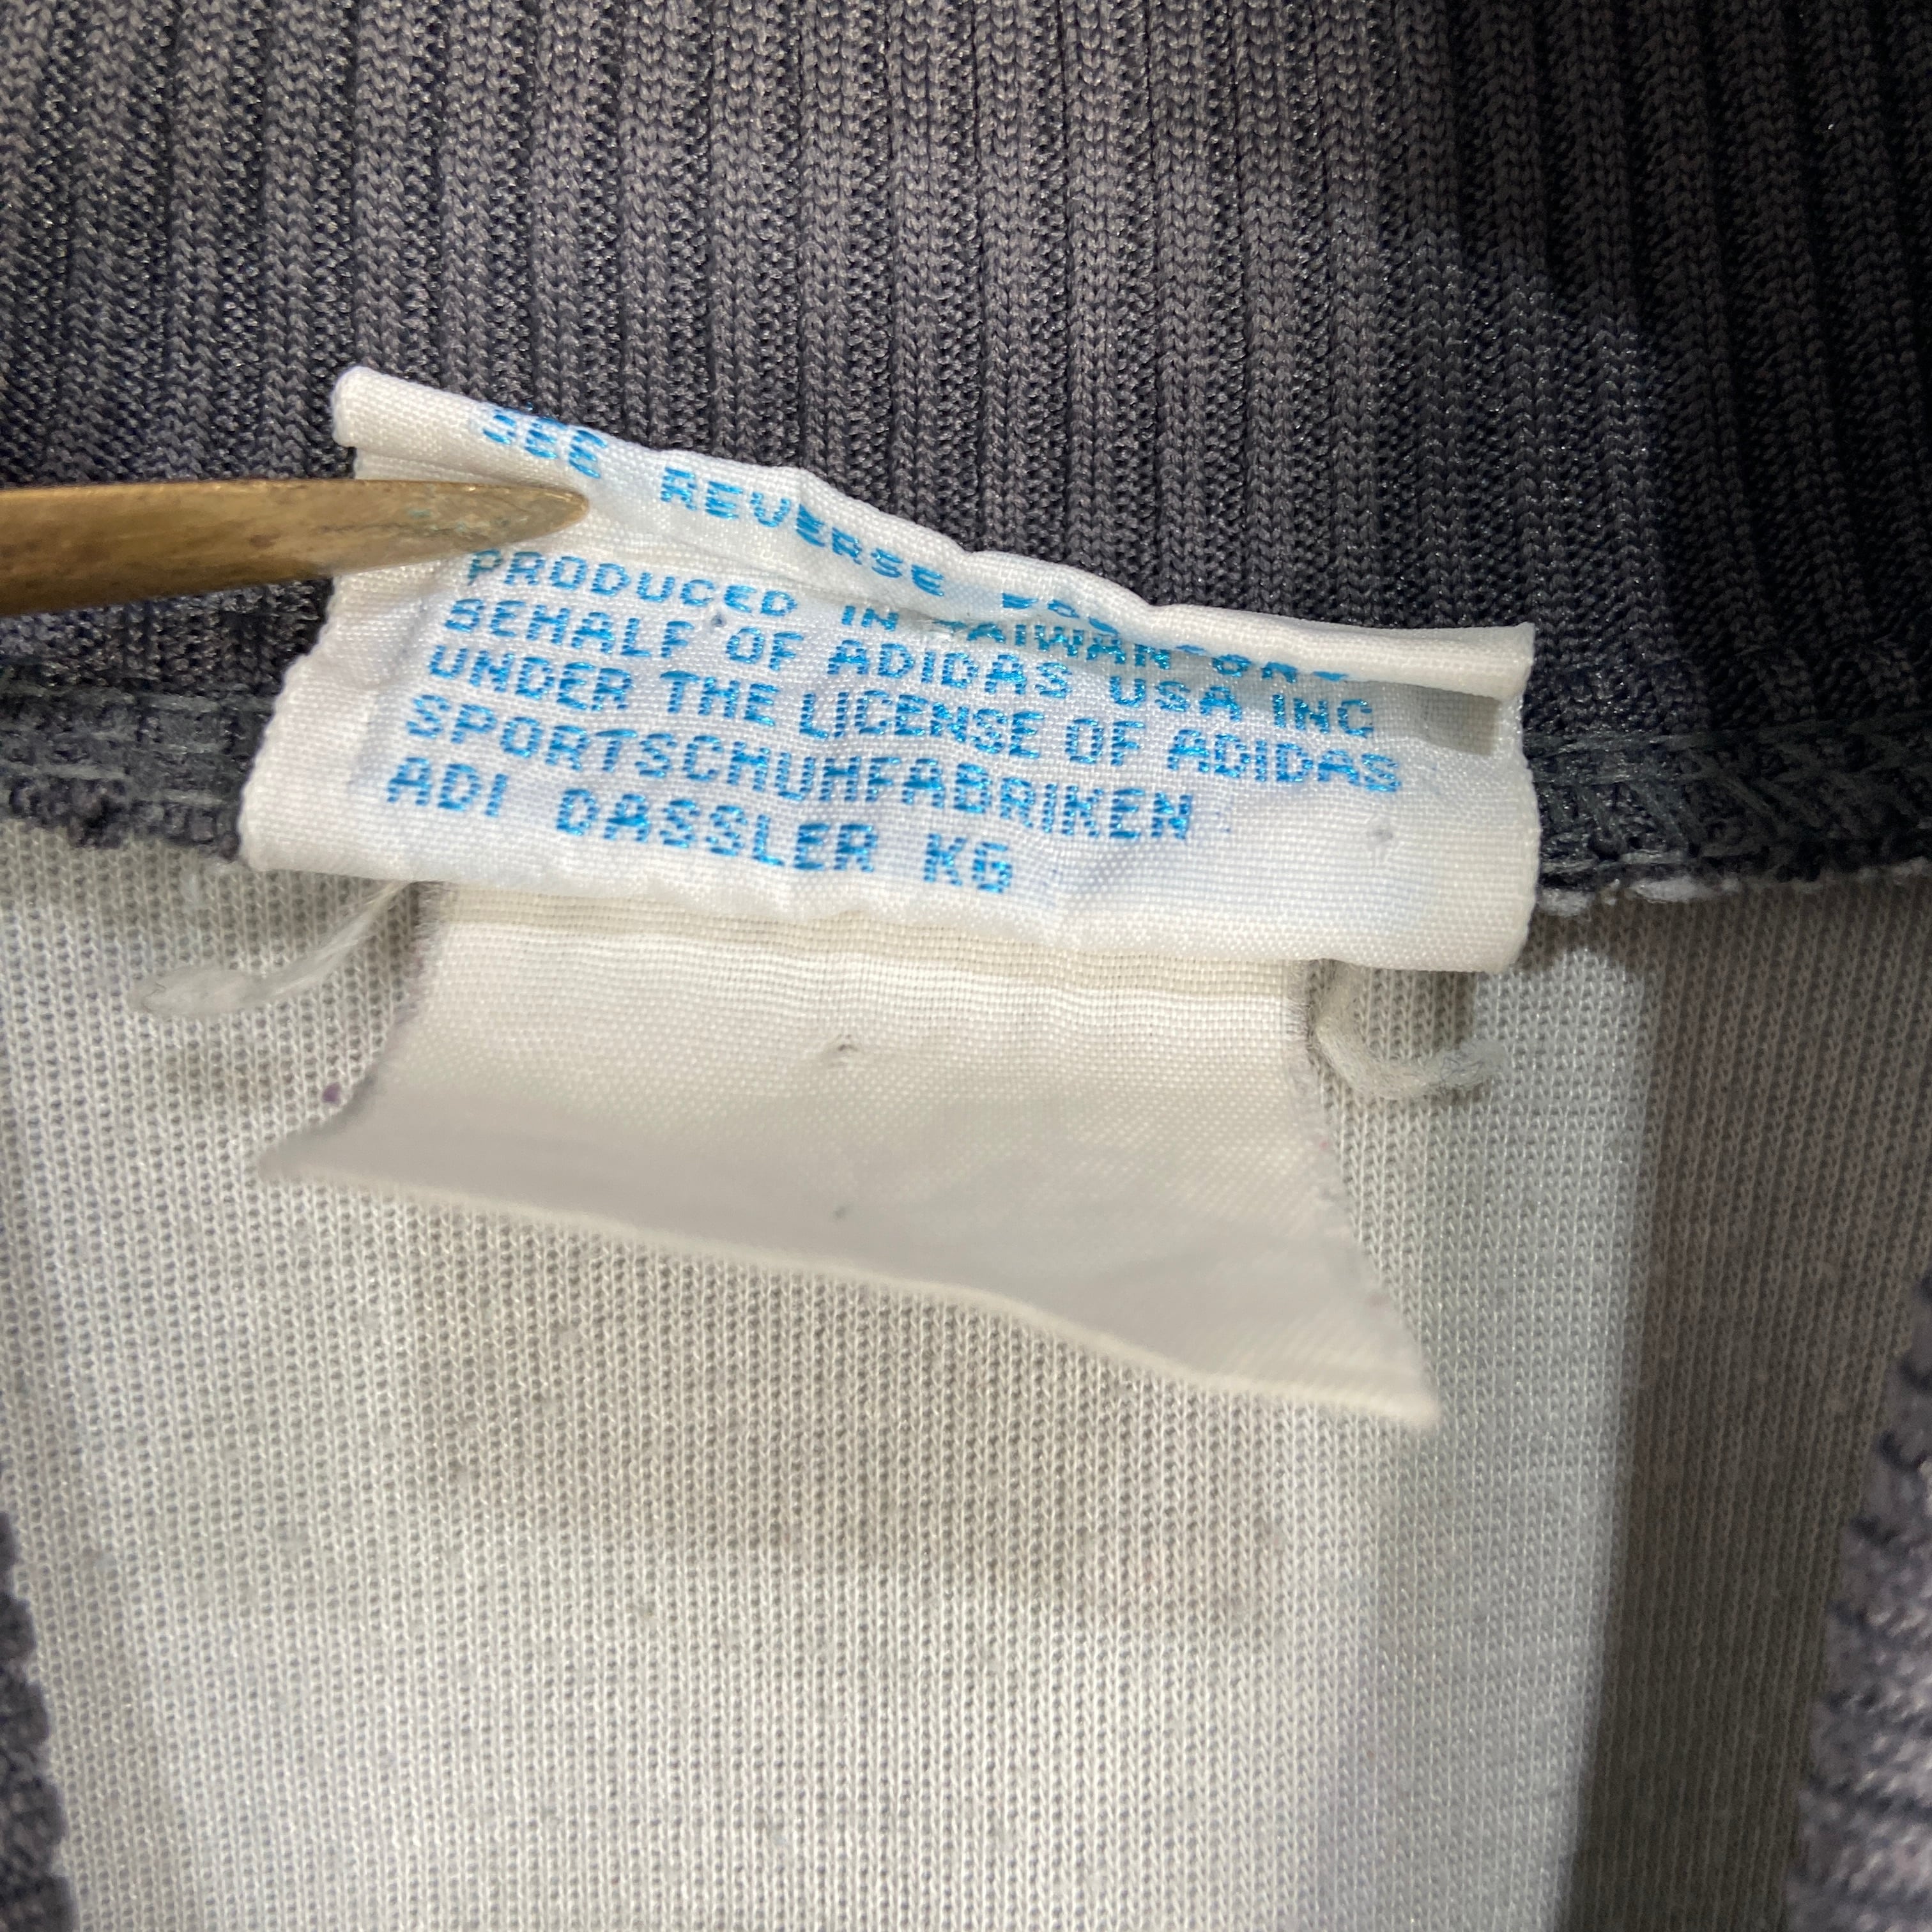 SEE REVERSE
PRODUCED IN TAIWAN
BEHALF OF ADIDAS USA INC
UNDER THE LICENSE OF ADIDAS
SPORTSCHUHFABRIKEN
ADI DASSLER KG